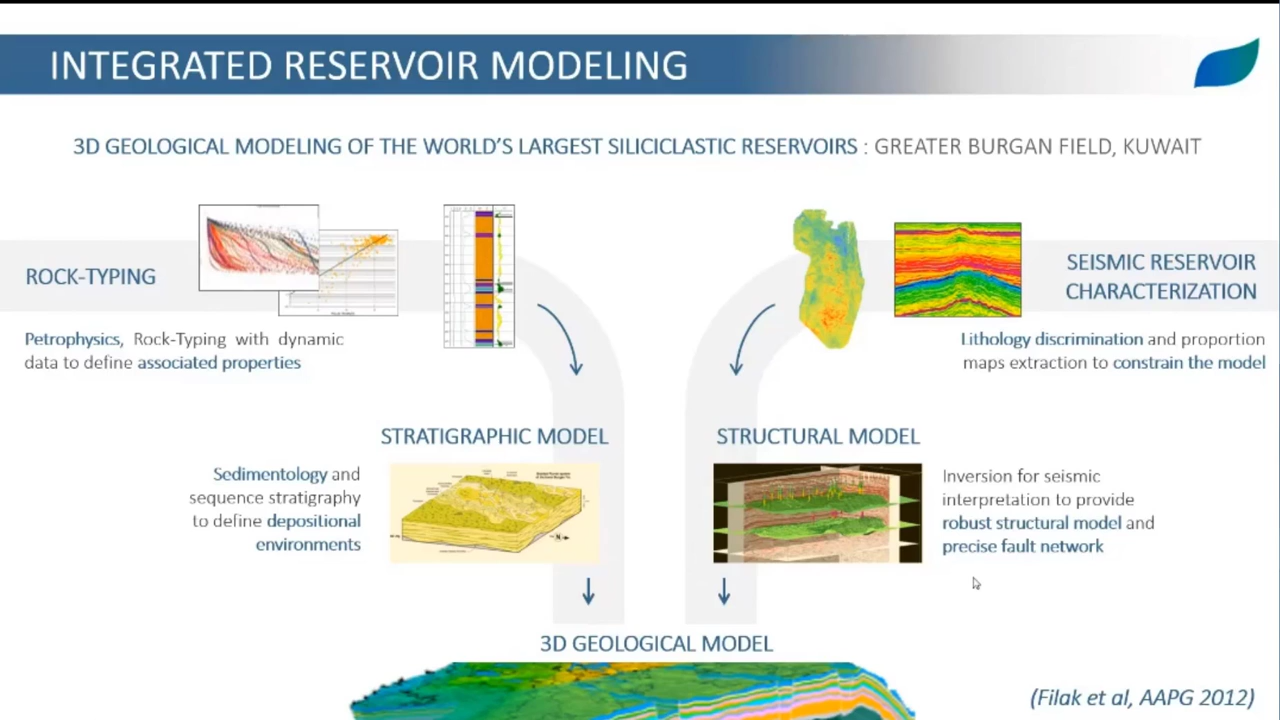 INTEGRATED RESERVOIR MODELING
3D GEOLOGICAL MODELING OF THE WORLD'S LARGEST SILICICLASTIC RESERVOIRS : GREATER BURGAN FIELD, KUWAIT
ROCK-TYPING
Petrophysics, Rock-Typing with dynamic
data to define associated properties
SEISMIC RESERVOIR
CHARACTERIZATION
Lithology discrimination and proportion
maps extraction to constrain the model
STRATIGRAPHIC MODEL
Sedimentology and
sequence stratigraphy
to define depositional
environments
N
STRUCTURAL MODEL
Inversion for seismic
interpretation to provide
robust structural model and
precise fault network
3D GEOLOGICAL MODEL
(Filak et al, AAPG 2012)